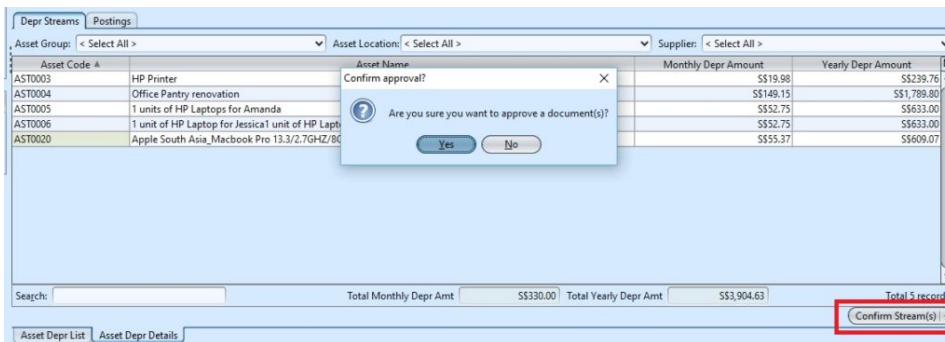 Depr Streams Postings
Asset Group: < Select All > Asset Location: < Select All > Supplier: < Select All >
Asset Code Asset Name Monthly Depr Amount Yearly Depr Amount
AST0003 HP Printer S$19.98 S$239.76
AST0004 Office Pantry renovation S$149.15 S$1,789.80
AST0005 1 units of HP Laptops for Amanda S$52.75 S$633.00
AST0006 1 unit of HP Laptop for Jessica1 unit of HP Lapt S$52.75 S$633.00
AST0020 Apple South Asia_Macbook Pro 13.3/2.7GHZ/8G S$55.37 S$609.07
Confirm approval?
Are you sure you want to approve a document(s)?
Yes No
Search: Total Monthly Depr Amt S$330.00 Total Yearly Depr Amt S$3,904.63 Total 5 record
Confirm Stream(s)
Asset Depr List Asset Depr Details